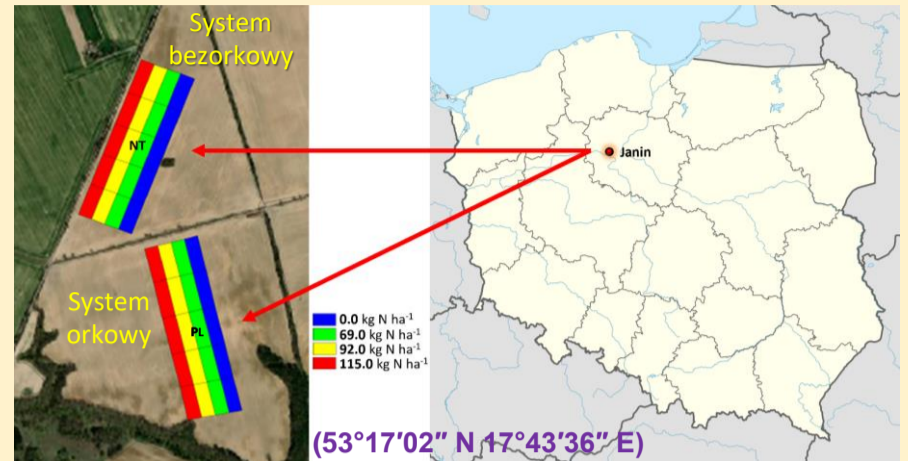 System
bezorkowy
NT
Janin
System
orkowy
PL
0.0 kg N ha⁻¹
69.0 kg N ha⁻¹
92.0 kg N ha⁻¹
115.0 kg N ha⁻¹
(53°17′02″ N 17°43′36″ E)